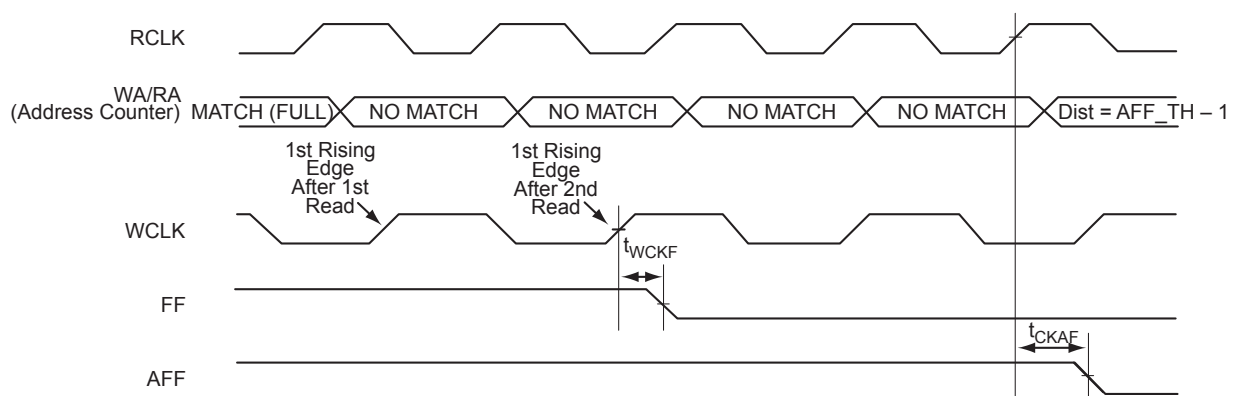 RCLK
WA/RA
(Address Counter)
MATCH (FULL)
NO MATCH
NO MATCH
NO MATCH
NO MATCH
Dist = AFF_TH – 1
1st Rising
Edge
After 1st
Read
1st Rising
Edge
After 2nd
Read
WCLK
tWCKF
FF
tCKAF
AFF